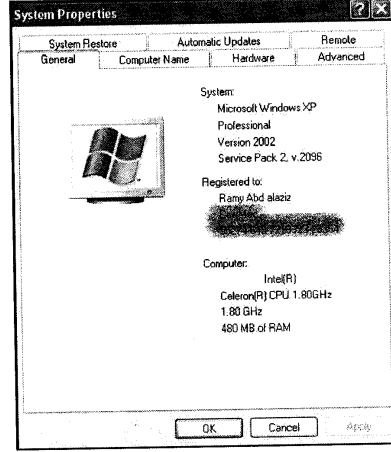 System Properties
System Restore
Automatic Updates
Remote
General
Computer Name
Hardware
Advanced
System:
Microsoft Windows XP
Professional
Version 2002
Service Pack 2, v.2096
Registered to:
Ramy Abd alaziz
Computer:
Intel(R)
Celeron(R) CPU 1.80GHz
1.80 GHz
480 MB of RAM
OK
Cancel
Apply